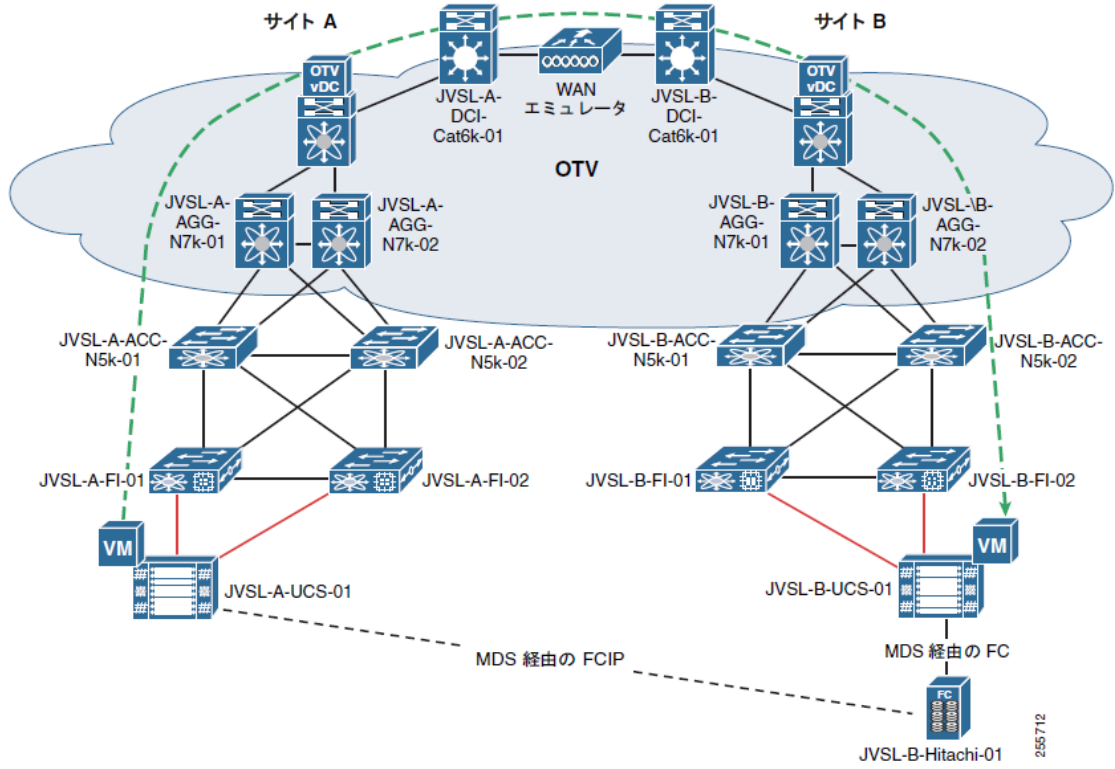 サイト A
サイト B
OTV
vDC
JVSL-A-
DCI-
Cat6k-01
WAN
エミュレータ
JVSL-B-
DCI-
Cat6k-01
OTV
vDC
OTV
JVSL-A-
AGG-
N7k-01
JVSL-A-
AGG-
N7k-02
JVSL-B-
AGG-
N7k-01
JVSL-\B-
AGG-
N7k-02
JVSL-A-ACC-
N5k-01
JVSL-A-ACC-
N5k-02
JVSL-B-ACC-
N5k-01
JVSL-B-ACC-
N5k-02
JVSL-A-FI-01
JVSL-A-FI-02
JVSL-B-FI-01
JVSL-B-FI-02
VM
JVSL-A-UCS-01
JVSL-B-UCS-01
VM
MDS 経由の FCIP
MDS 経由の FC
FC
JVSL-B-Hitachi-01
255712